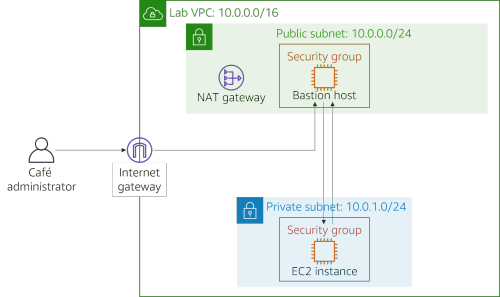 Lab VPC: 10.0.0.0/16
Public subnet: 10.0.0.0/24
Security group
Bastion host
NAT gateway
Café
administrator
Internet
gateway
Private subnet: 10.0.1.0/24
Security group
EC2 instance